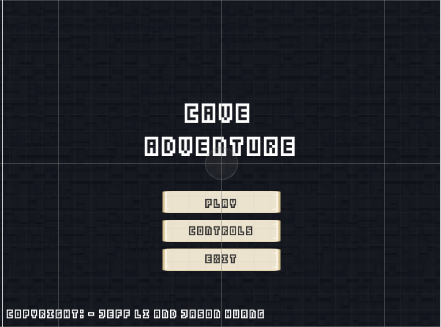 CAVE
ADVENTURE
PLAY
CONTROLS
EXIT
COPYRIGHT: - JEFF LI AND JASON HUANG